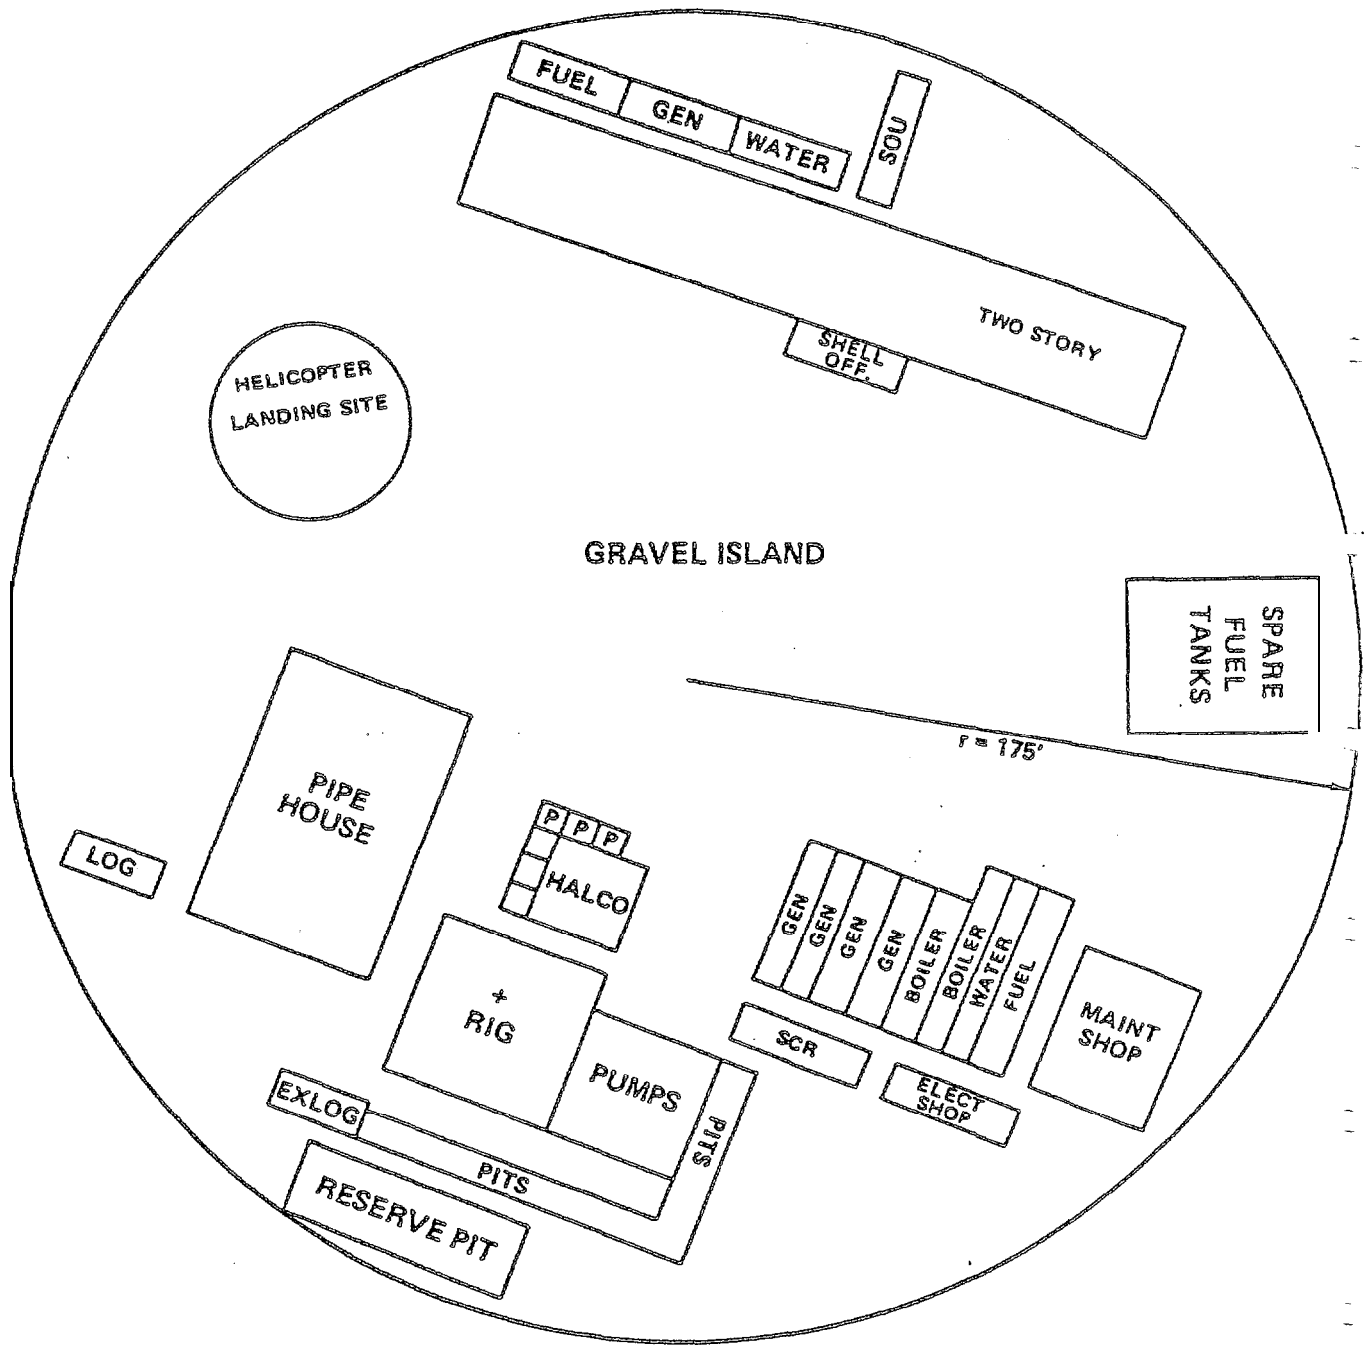 FUEL
GEN
WATER
SOU
TWO STORY
SHELL
OFF.
HELICOPTER
LANDING SITE
GRAVEL ISLAND
SPARE
FUEL
TANKS
r = 175'
PIPE
HOUSE
LOG
P P P
HALCO
GEN
GEN
GEN
GEN
BOILER
BOILER
WATER
FUEL
MAINT
SHOP
+
RIG
SCR
ELECT
SHOP
PUMPS
PITS
EXLOG
PITS
RESERVE PIT